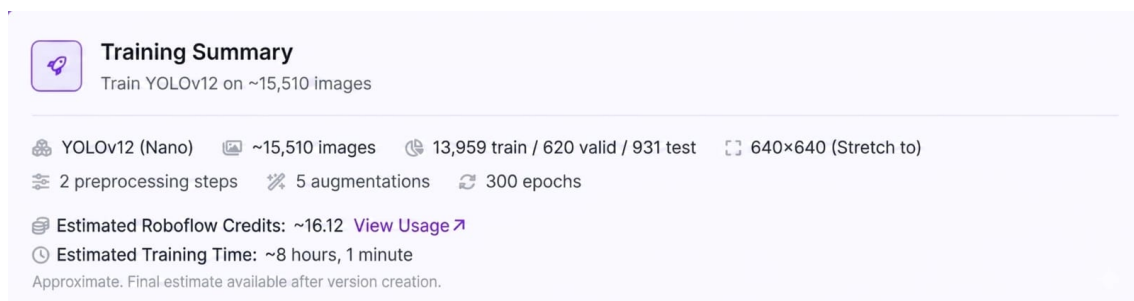 Training Summary
Train YOLOv12 on ~15,510 images
YOLOv12 (Nano) ~15,510 images 13,959 train / 620 valid / 931 test 640×640 (Stretch to)
2 preprocessing steps 5 augmentations 300 epochs
Estimated Roboflow Credits: ~16.12 View Usage
Estimated Training Time: ~8 hours, 1 minute
Approximate. Final estimate available after version creation.